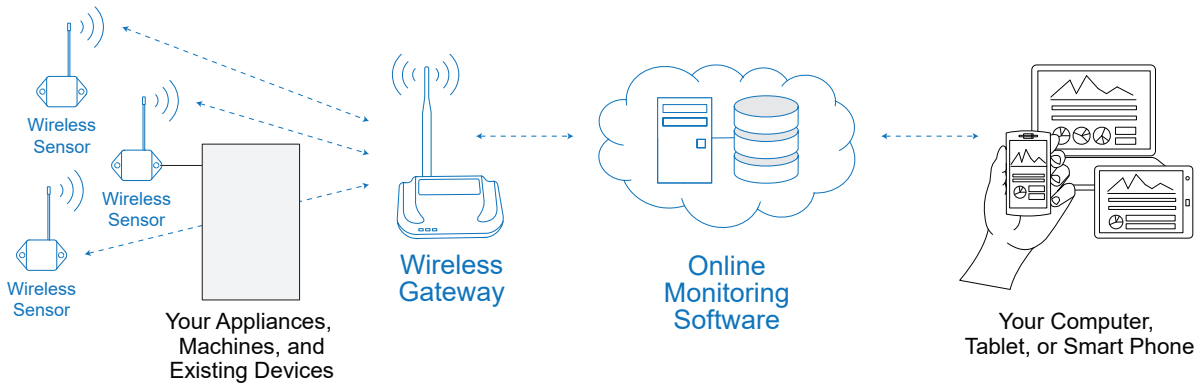 Wireless
Sensor
Wireless
Sensor
Wireless
Sensor
Your Appliances,
Machines, and
Existing Devices
Wireless
Gateway
Online
Monitoring
Software
Your Computer,
Tablet, or Smart Phone